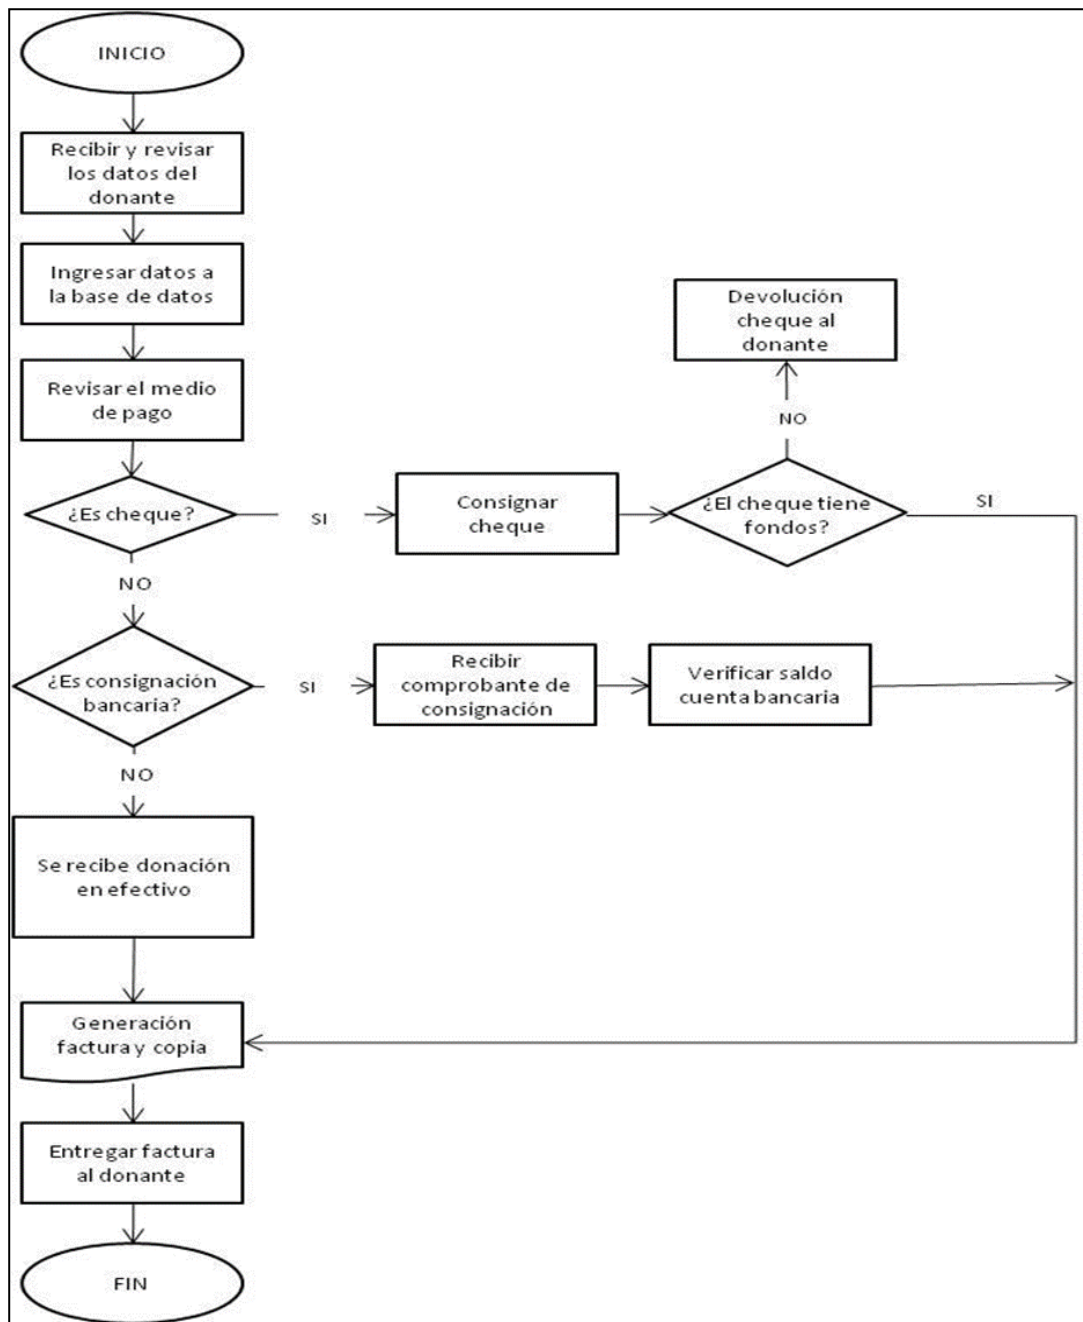 INICIO
Recibir y revisar
los datos del
donante
Ingresar datos a
la base de datos
Revisar el medio
de pago
¿Es cheque?
SI
Consignar
cheque
¿El cheque tiene
fondos?
SI
NO
Devolución
cheque al
donante
NO
¿Es consignación
bancaria?
SI
Recibir
comprobante de
consignación
Verificar saldo
cuenta bancaria
NO
Se recibe donación
en efectivo
Generación
factura y copia
Entregar factura
al donante
FIN